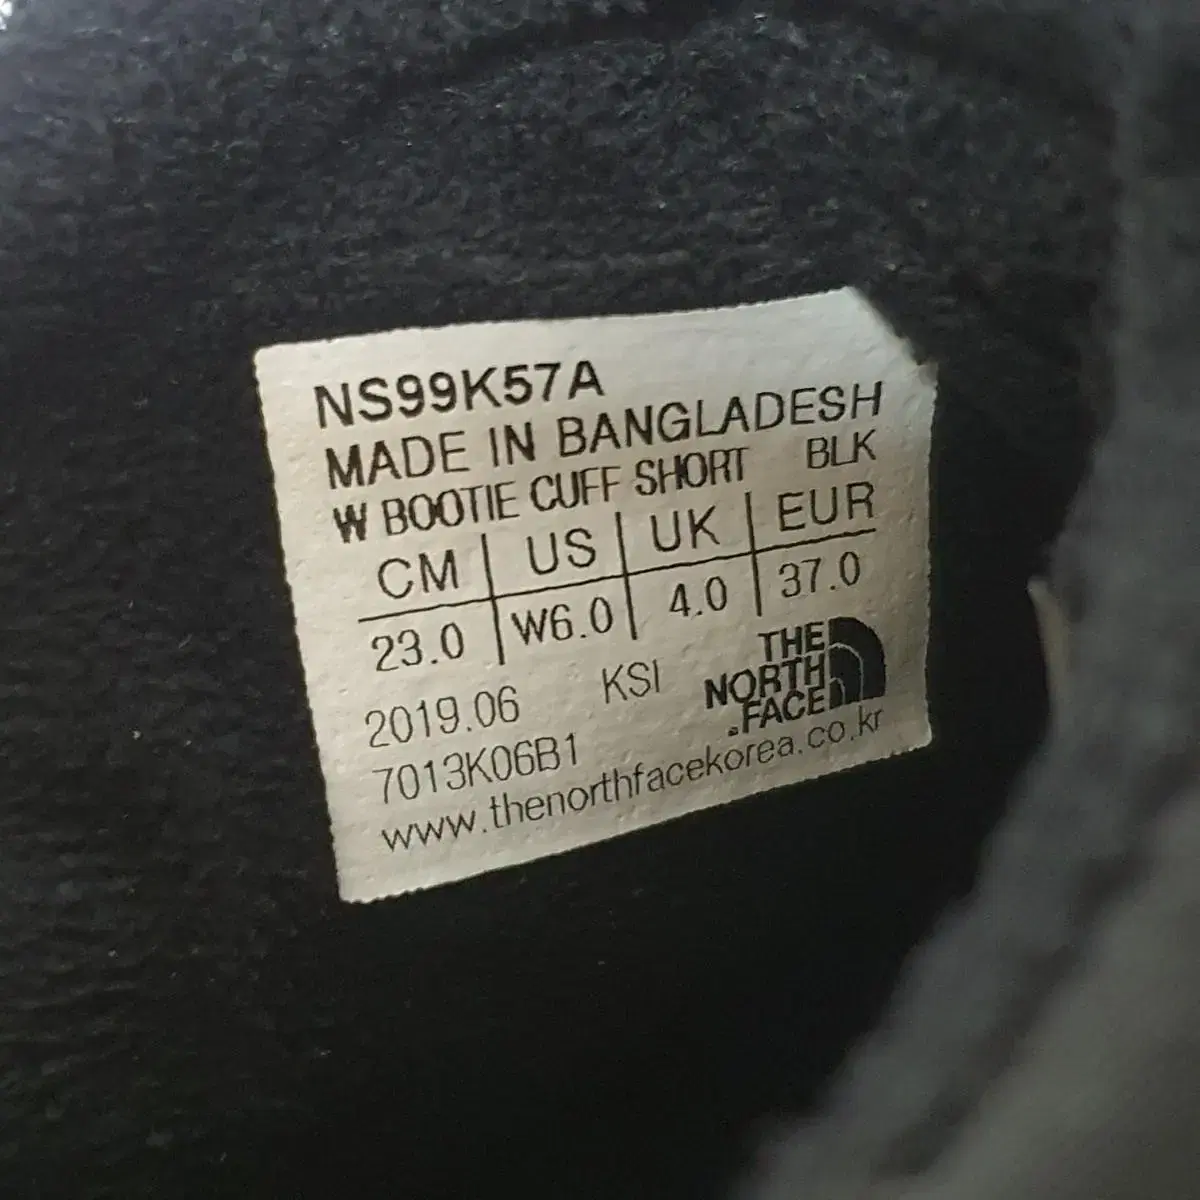 NS99K57A
MADE IN BANGLADESH
W BOOTIE CUFF SHORT BLK
CM US UK EUR
23.0 W6.0 4.0 37.0
2019.06 KSI
7013K06B1
THE
NORTH
FACE
www.thenorthfacekorea.co.kr